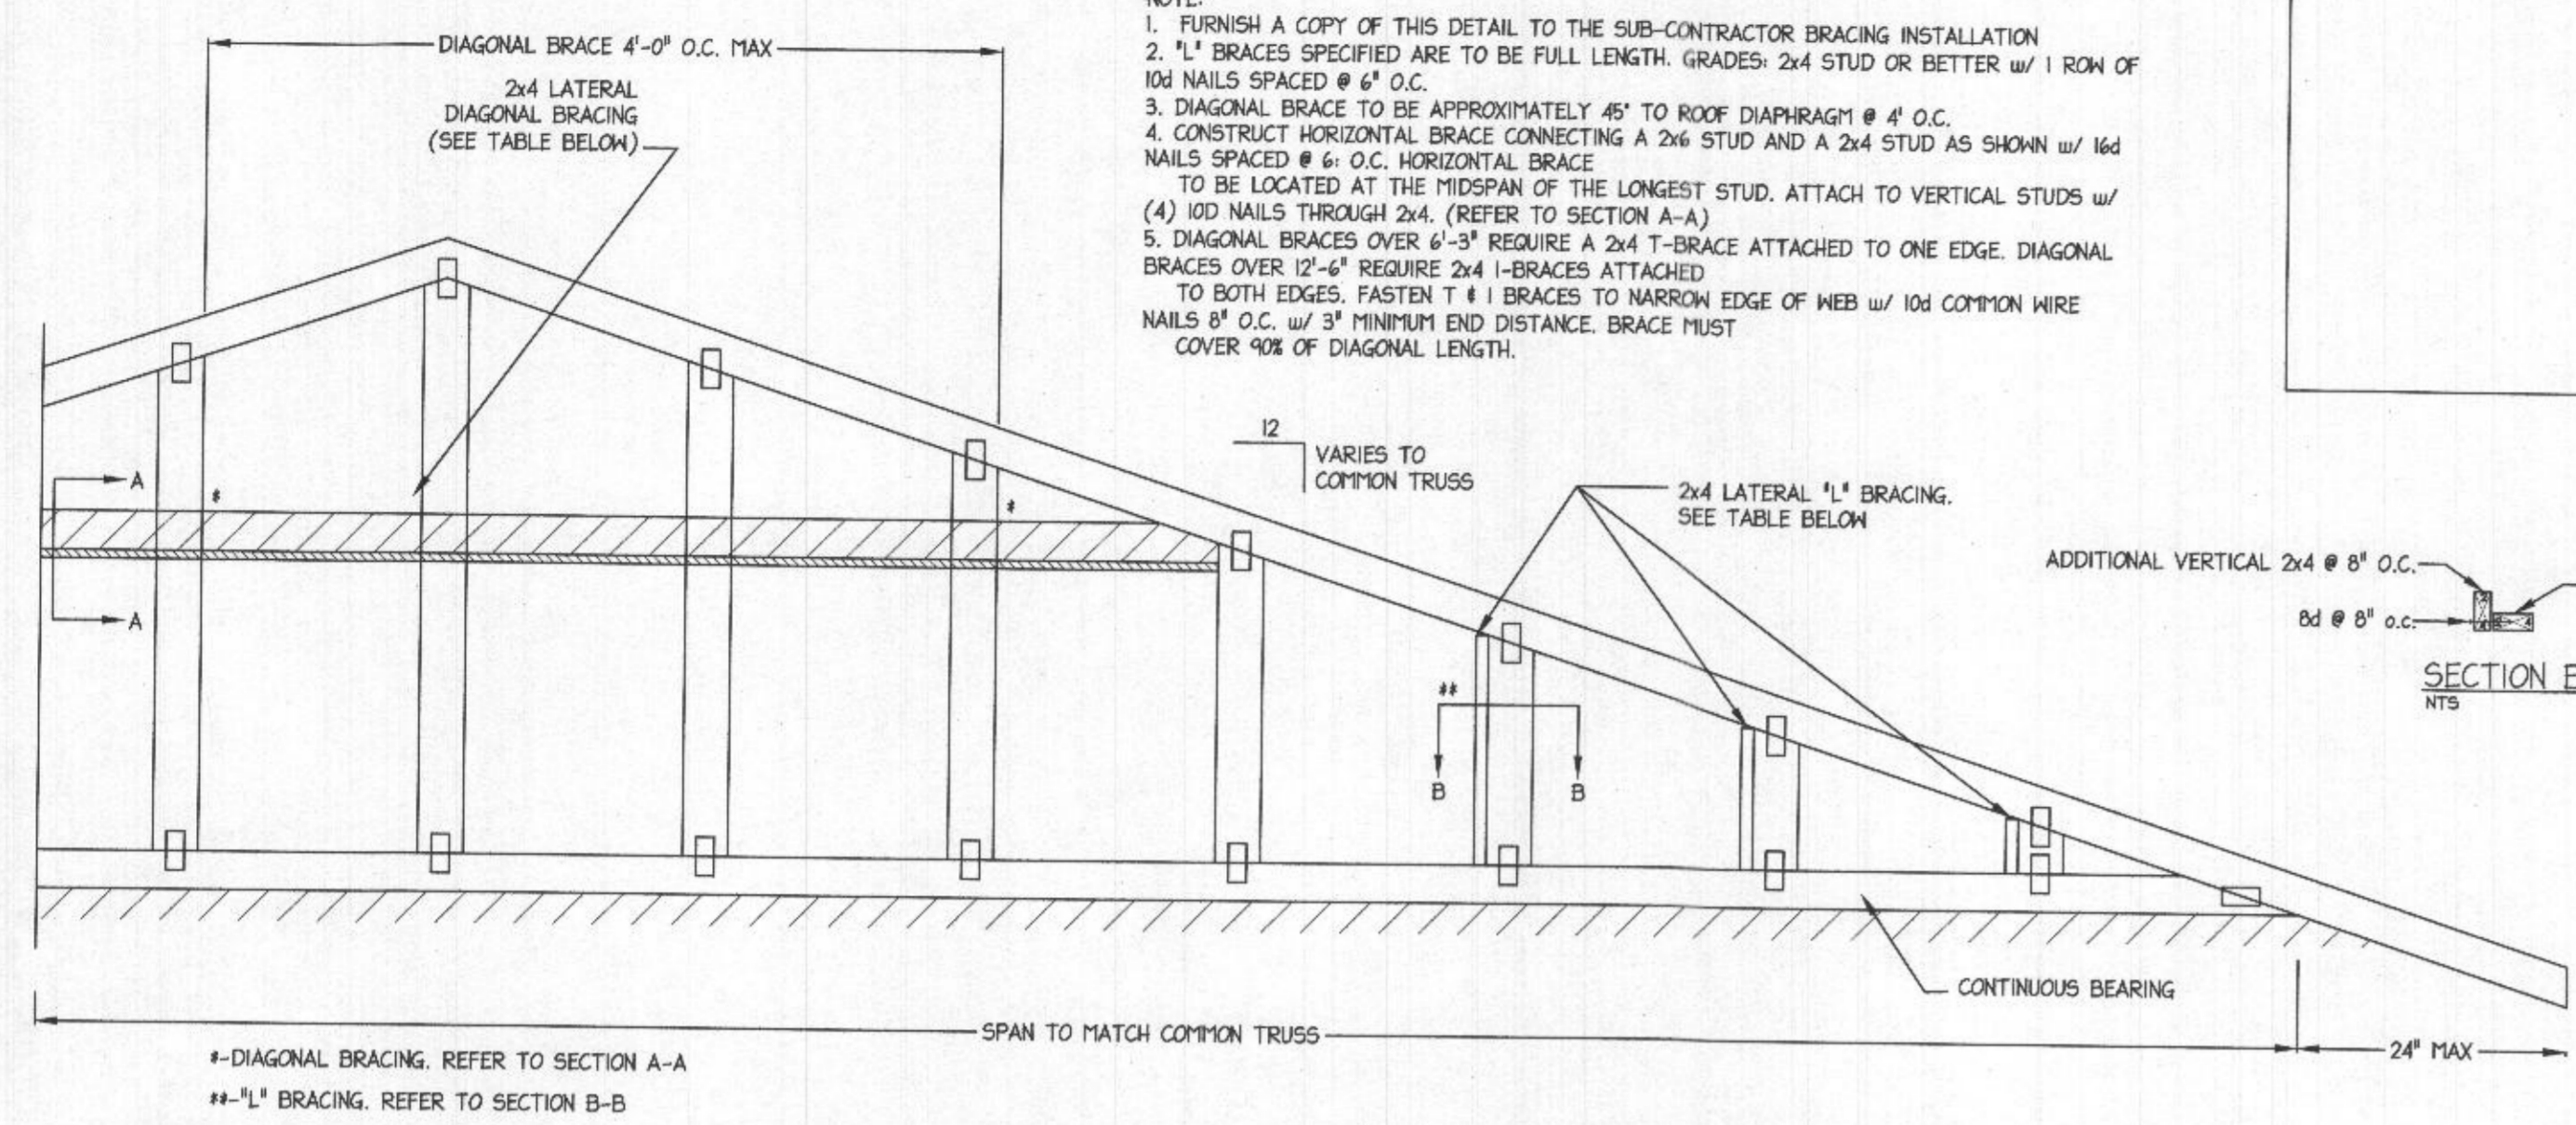 NOTE:
1. FURNISH A COPY OF THIS DETAIL TO THE SUB-CONTRACTOR BRACING INSTALLATION
2. "L" BRACES SPECIFIED ARE TO BE FULL LENGTH. GRADES: 2x4 STUD OR BETTER w/ 1 ROW OF
10d NAILS SPACED @ 6" O.C.
3. DIAGONAL BRACE TO BE APPROXIMATELY 45° TO ROOF DIAPHRAGM @ 4' O.C.
4. CONSTRUCT HORIZONTAL BRACE CONNECTING A 2x6 STUD AND A 2x4 STUD AS SHOWN w/ 16d
NAILS SPACED @ 6: O.C. HORIZONTAL BRACE
TO BE LOCATED AT THE MIDSPAN OF THE LONGEST STUD. ATTACH TO VERTICAL STUDS w/
(4) 10D NAILS THROUGH 2x4. (REFER TO SECTION A-A)
5. DIAGONAL BRACES OVER 6'-3" REQUIRE A 2x4 T-BRACE ATTACHED TO ONE EDGE. DIAGONAL
BRACES OVER 12'-6" REQUIRE 2x4 I-BRACES ATTACHED
TO BOTH EDGES. FASTEN T & I BRACES TO NARROW EDGE OF WEB w/ 10d COMMON WIRE
NAILS 8" O.C. w/ 3" MINIMUM END DISTANCE. BRACE MUST
COVER 90% OF DIAGONAL LENGTH.
DIAGONAL BRACE 4'-0" O.C. MAX
2x4 LATERAL
DIAGONAL BRACING
(SEE TABLE BELOW)
12
VARIES TO
COMMON TRUSS
A
*
*
A
2x4 LATERAL "L" BRACING.
SEE TABLE BELOW
ADDITIONAL VERTICAL 2x4 @ 8" O.C.
8d @ 8" o.c.
SECTION
NTS
**
B
B
CONTINUOUS BEARING
SPAN TO MATCH COMMON TRUSS
24" MAX
*-DIAGONAL BRACING. REFER TO SECTION A-A
**-"L" BRACING. REFER TO SECTION B-B